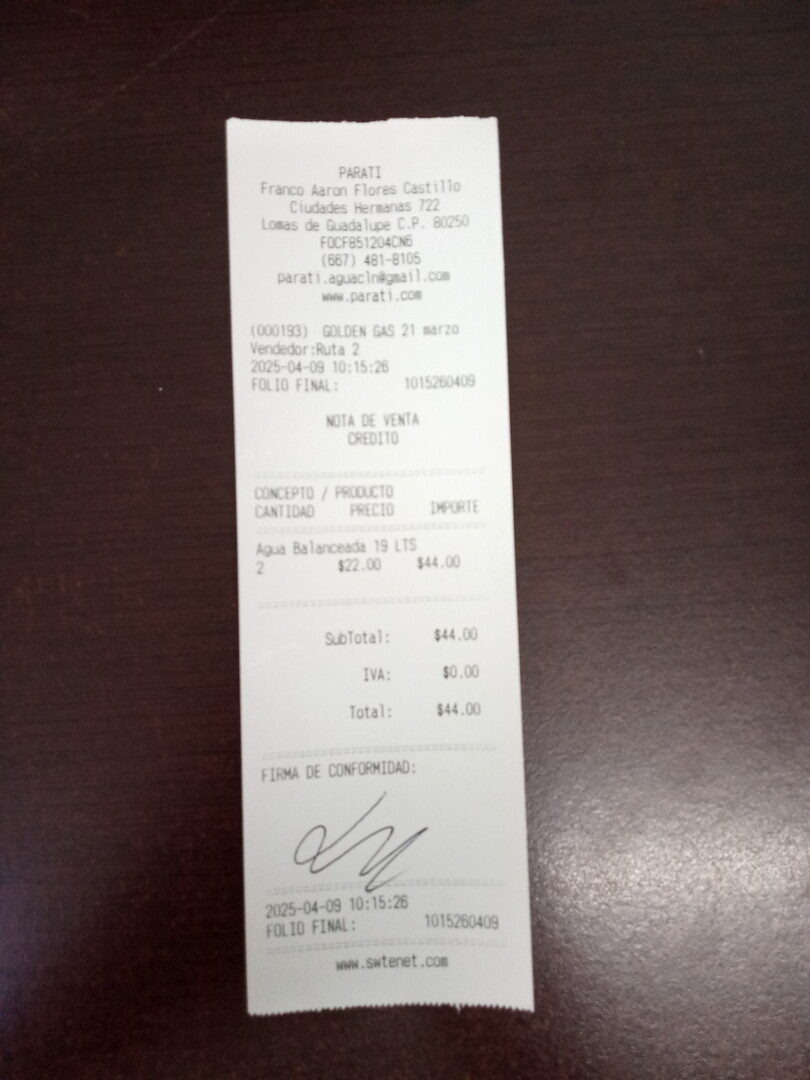 PARATI
Franco Aaron Flores Castillo
Ciudades Hermanas 722
Lomas de Guadalupe C.P. 80250
FOCF851204CN6
(667) 481-8105
parati.aguacln@gmail.com
www.parati.com
(000193) GOLDEN GAS 21 marzo
Vendedor:Ruta 2
2025-04-09 10:15:26
FOLIO FINAL: 1015260409
NOTA DE VENTA
CREDITO
CONCEPTO / PRODUCTO
CANTIDAD PRECIO IMPORTE
Agua Balanceada 19 LTS
2 $22.00 $44.00
SubTotal: $44.00
IVA: $0.00
Total: $44.00
FIRMA DE CONFORMIDAD:
2025-04-09 10:15:26
FOLIO FINAL: 1015260409
www.swtenet.com